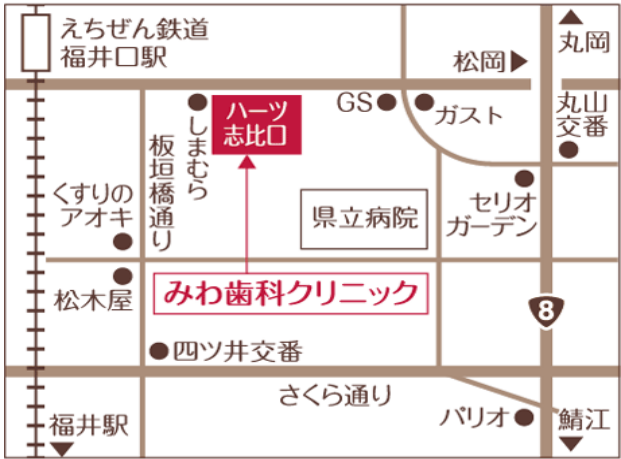 えちぜん鉄道
福井口駅
丸岡
松岡
ハーツ
志比口
しまむら
GS
ガスト
丸山
交番
板垣橋通り
くすりの
アオキ
県立病院
セリオ
ガーデン
松木屋
みわ歯科クリニック
8
四ツ井交番
さくら通り
福井駅
パリオ
鯖江